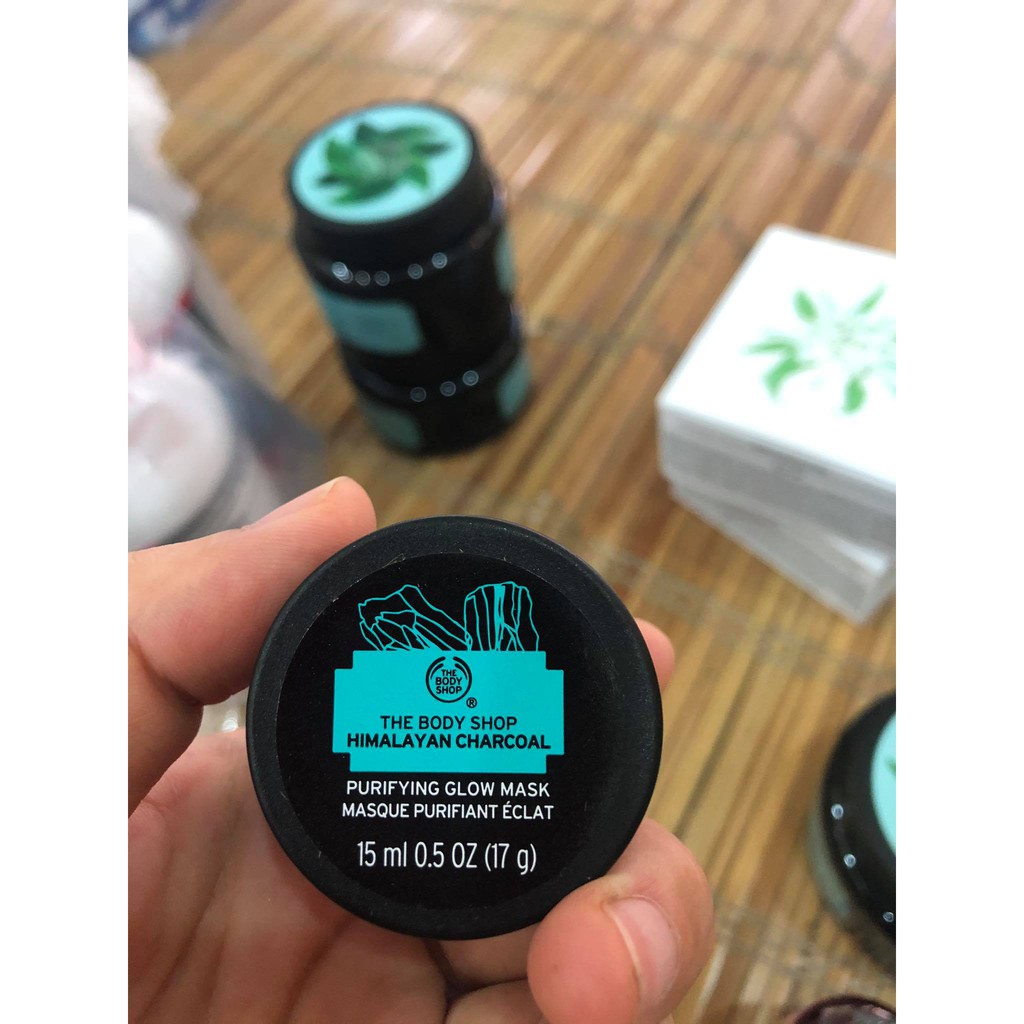 THE
BODY
SHOP
®
THE BODY SHOP
HIMALAYAN CHARCOAL
PURIFYING GLOW MASK
MASQUE PURIFIANT ÉCLAT
15 ml 0.5 OZ (17 g)